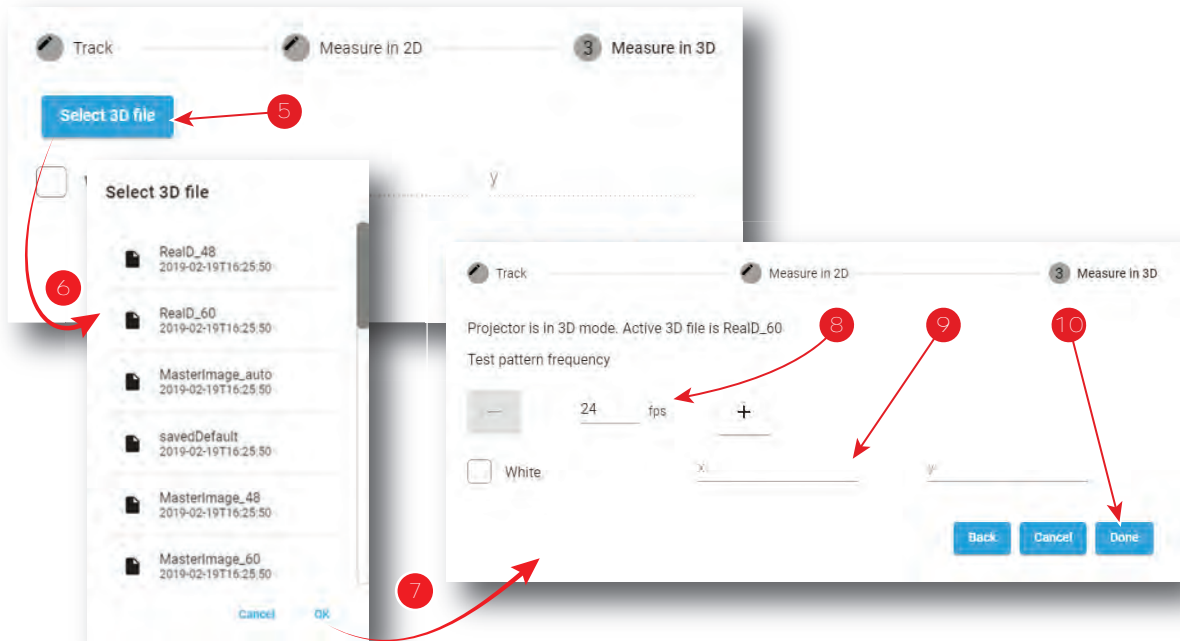 Track
Measure in 2D
3 Measure in 3D
Select 3D file
5
y
Select 3D file
RealD_48
2019-02-19T16:25:50
RealD_60
2019-02-19T16:25:50
MasterImage_auto
2019-02-19T16:25:50
savedDefault
2019-02-19T16:25:50
MasterImage_48
2019-02-19T16:25:50
MasterImage_60
2019-02-19T16:25:50
Cancel OK
6
7
Track
Measure in 2D
3 Measure in 3D
Projector is in 3D mode. Active 3D file is RealD_60
8
9
10
Test pattern frequency
— 24 fps +
White
x
y
Back Cancel Done